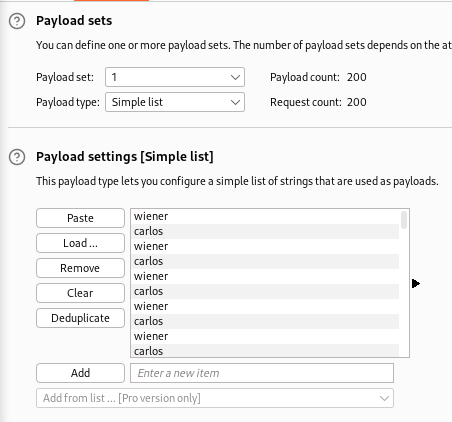 Payload sets
You can define one or more payload sets. The number of payload sets depends on the at
Payload set: 1 Payload count: 200
Payload type: Simple list Request count: 200
Payload settings [Simple list]
This payload type lets you configure a simple list of strings that are used as payloads.
Paste
Load ...
Remove
Clear
Deduplicate
wiener
carlos
wiener
carlos
wiener
carlos
wiener
carlos
wiener
carlos
Add Enter a new item
Add from list ... [Pro version only]